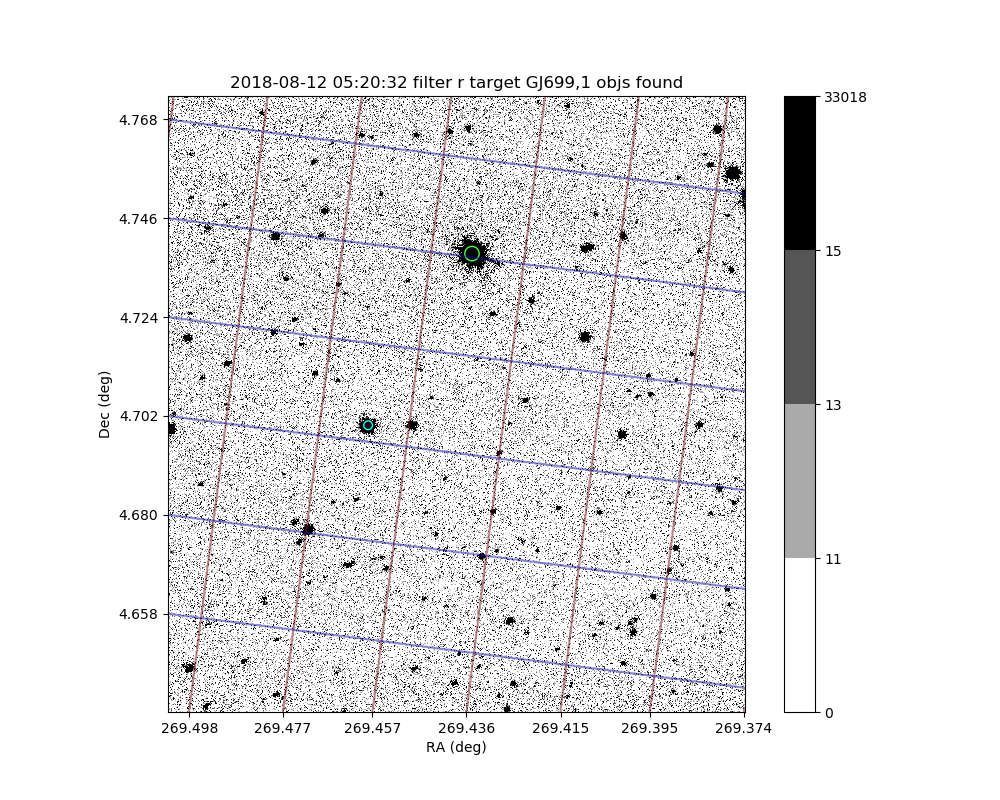 2018-08-12 05:20:32 filter r target GJ699,1 objs found
33018
4.768
4.746
15
4.724
13
Dec (deg)
4.702
4.680
11
4.658
0
269.498 269.477 269.457 269.436 269.415 269.395 269.374
RA (deg)